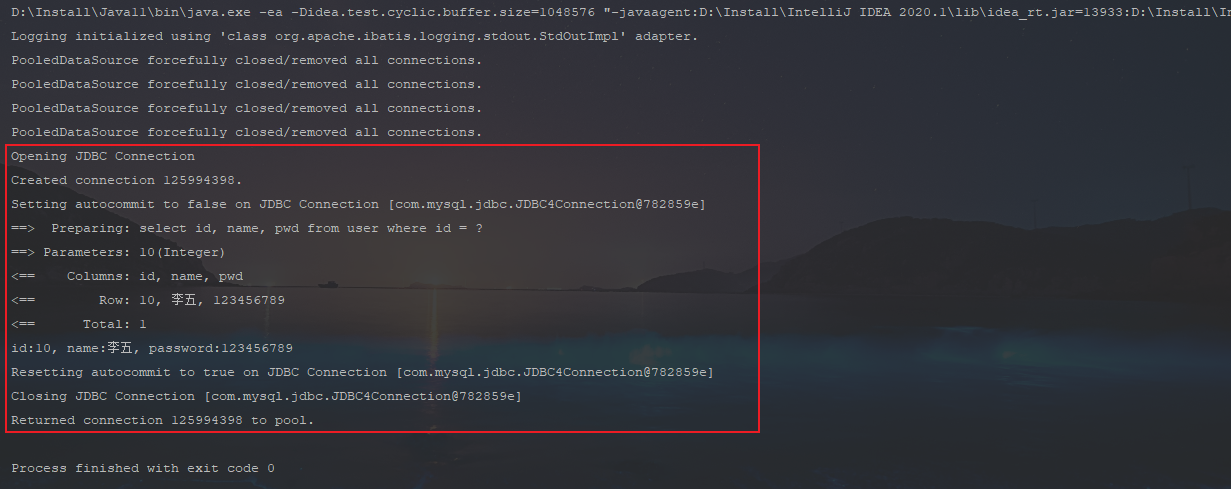 D:\Install\Java11\bin\java.exe -ea -Didea.test.cyclic.buffer.size=1048576 "-javaagent:D:\Install\IntelliJ IDEA 2020.1\lib\idea_rt.jar=13933:D:\Install\In
Logging initialized using 'class org.apache.ibatis.logging.stdout.StdOutImpl' adapter.
PooledDataSource forcefully closed/removed all connections.
PooledDataSource forcefully closed/removed all connections.
PooledDataSource forcefully closed/removed all connections.
PooledDataSource forcefully closed/removed all connections.
Opening JDBC Connection
Created connection 125994398.
Setting autocommit to false on JDBC Connection [com.mysql.jdbc.JDBC4Connection@782859e]
==>  Preparing: select id, name, pwd from user where id = ?
==> Parameters: 10(Integer)
<==    Columns: id, name, pwd
<==        Row: 10, 李五, 123456789
<==      Total: 1
id:10, name:李五, password:123456789
Resetting autocommit to true on JDBC Connection [com.mysql.jdbc.JDBC4Connection@782859e]
Closing JDBC Connection [com.mysql.jdbc.JDBC4Connection@782859e]
Returned connection 125994398 to pool.
Process finished with exit code 0